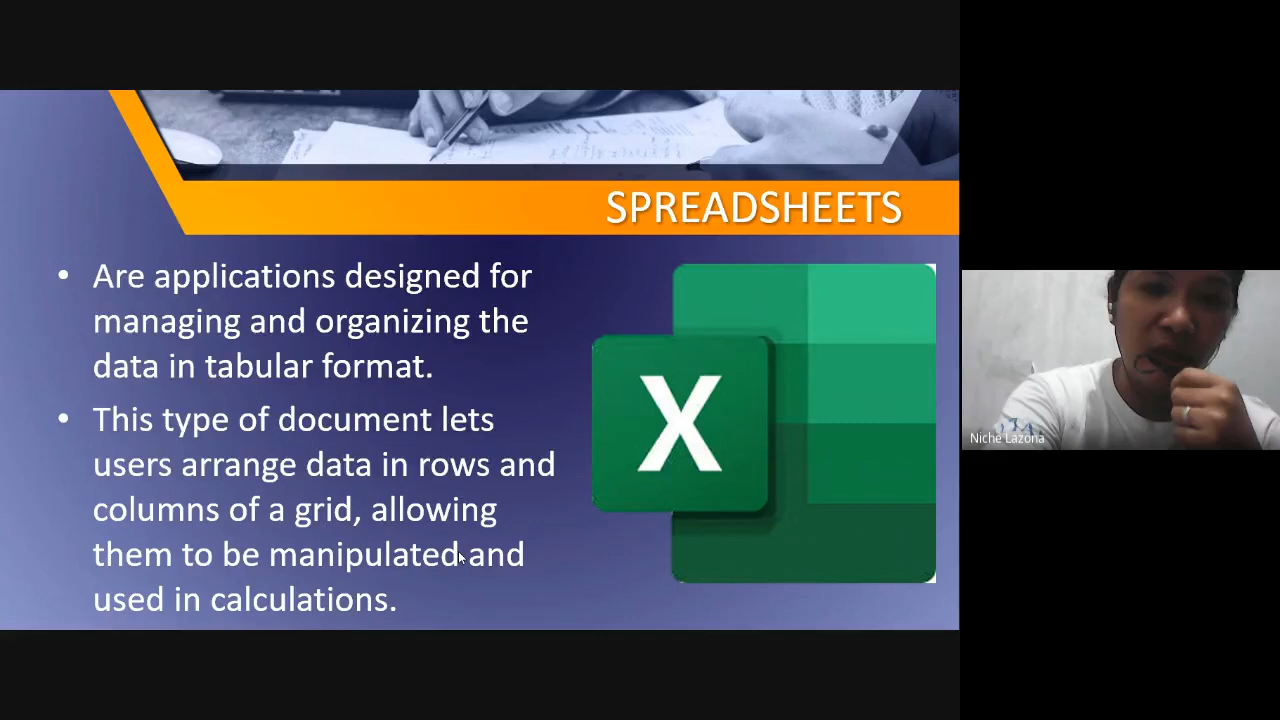 SPREADSHEETS
• Are applications designed for
managing and organizing the
data in tabular format.
• This type of document lets
users arrange data in rows and
columns of a grid, allowing
them to be manipulated and
used in calculations.
X
Niche Lazona